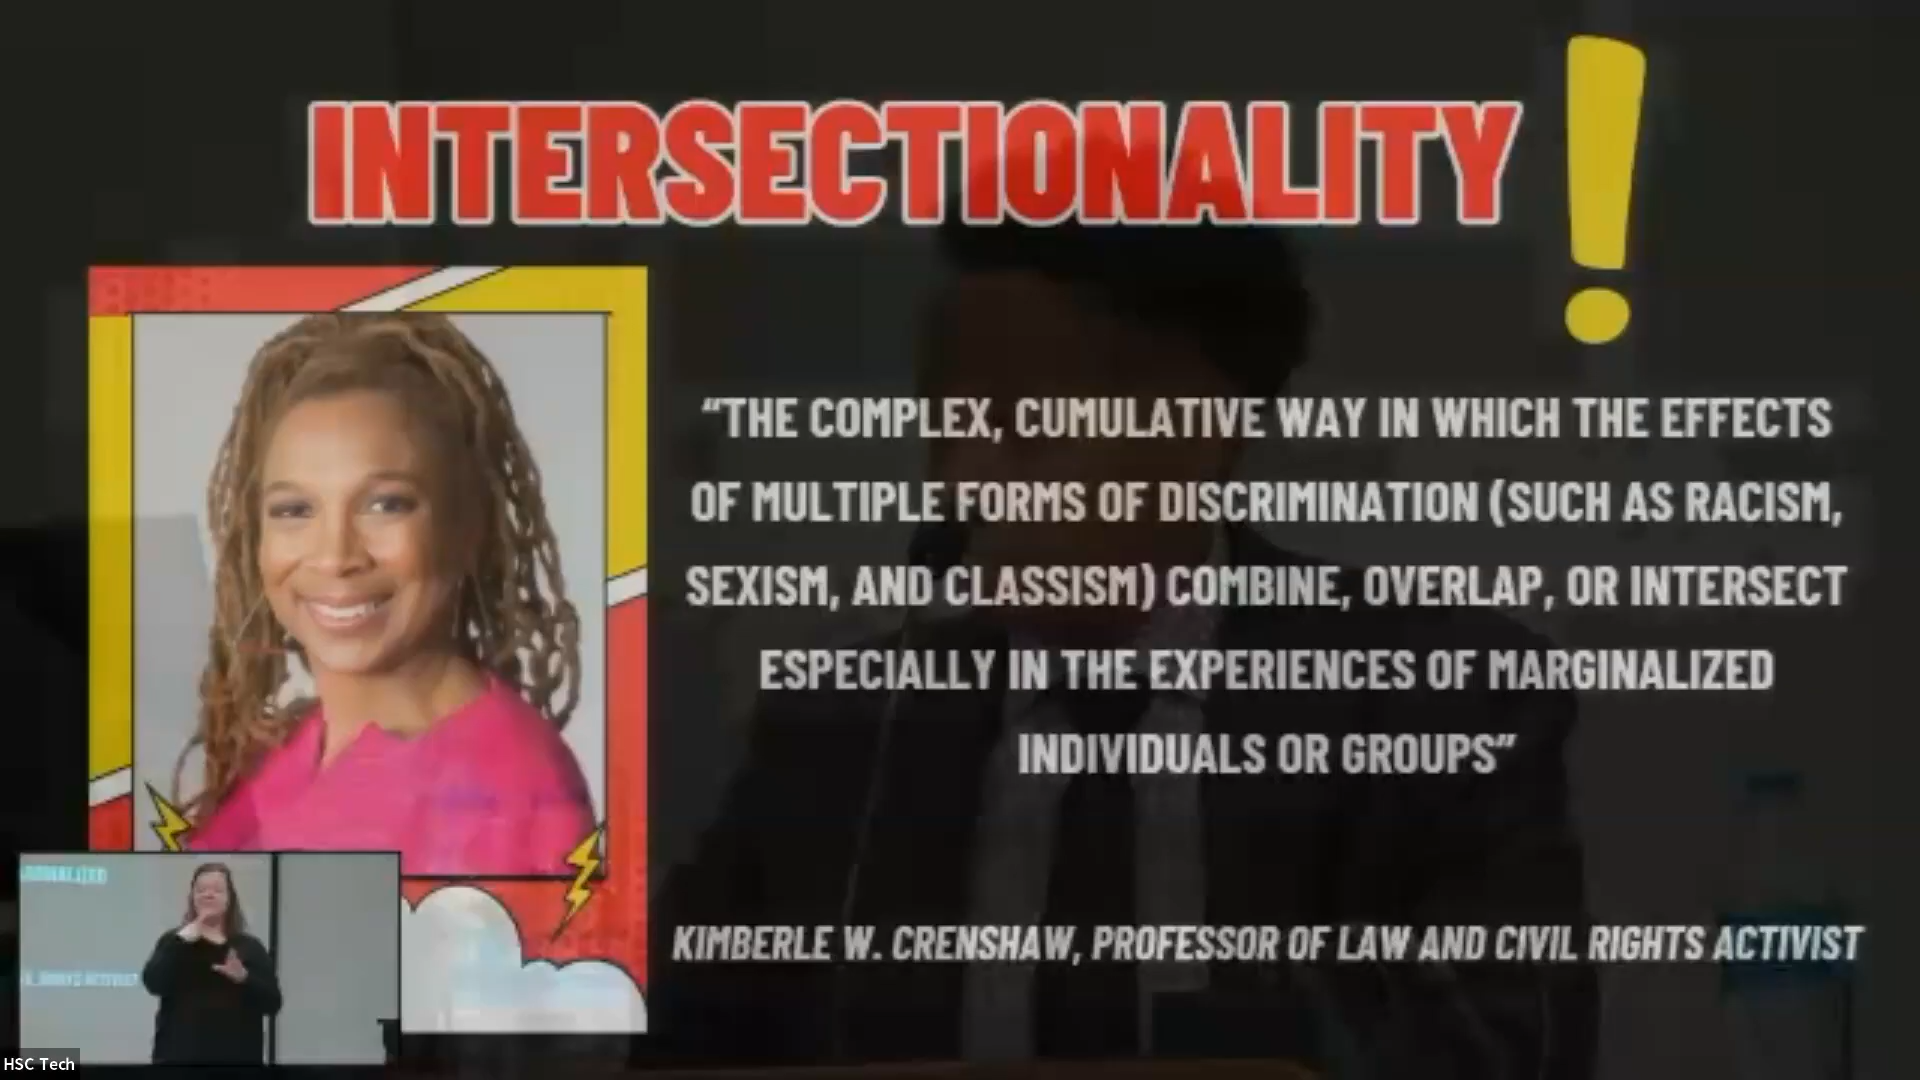 INTERSECTIONALITY!
“THE COMPLEX, CUMULATIVE WAY IN WHICH THE EFFECTS
OF MULTIPLE FORMS OF DISCRIMINATION (SUCH AS RACISM,
SEXISM, AND CLASSISM) COMBINE, OVERLAP, OR INTERSECT
ESPECIALLY IN THE EXPERIENCES OF MARGINALIZED
INDIVIDUALS OR GROUPS”
KIMBERLE W. CRENSHAW, PROFESSOR OF LAW AND CIVIL RIGHTS ACTIVIST
HSC Tech